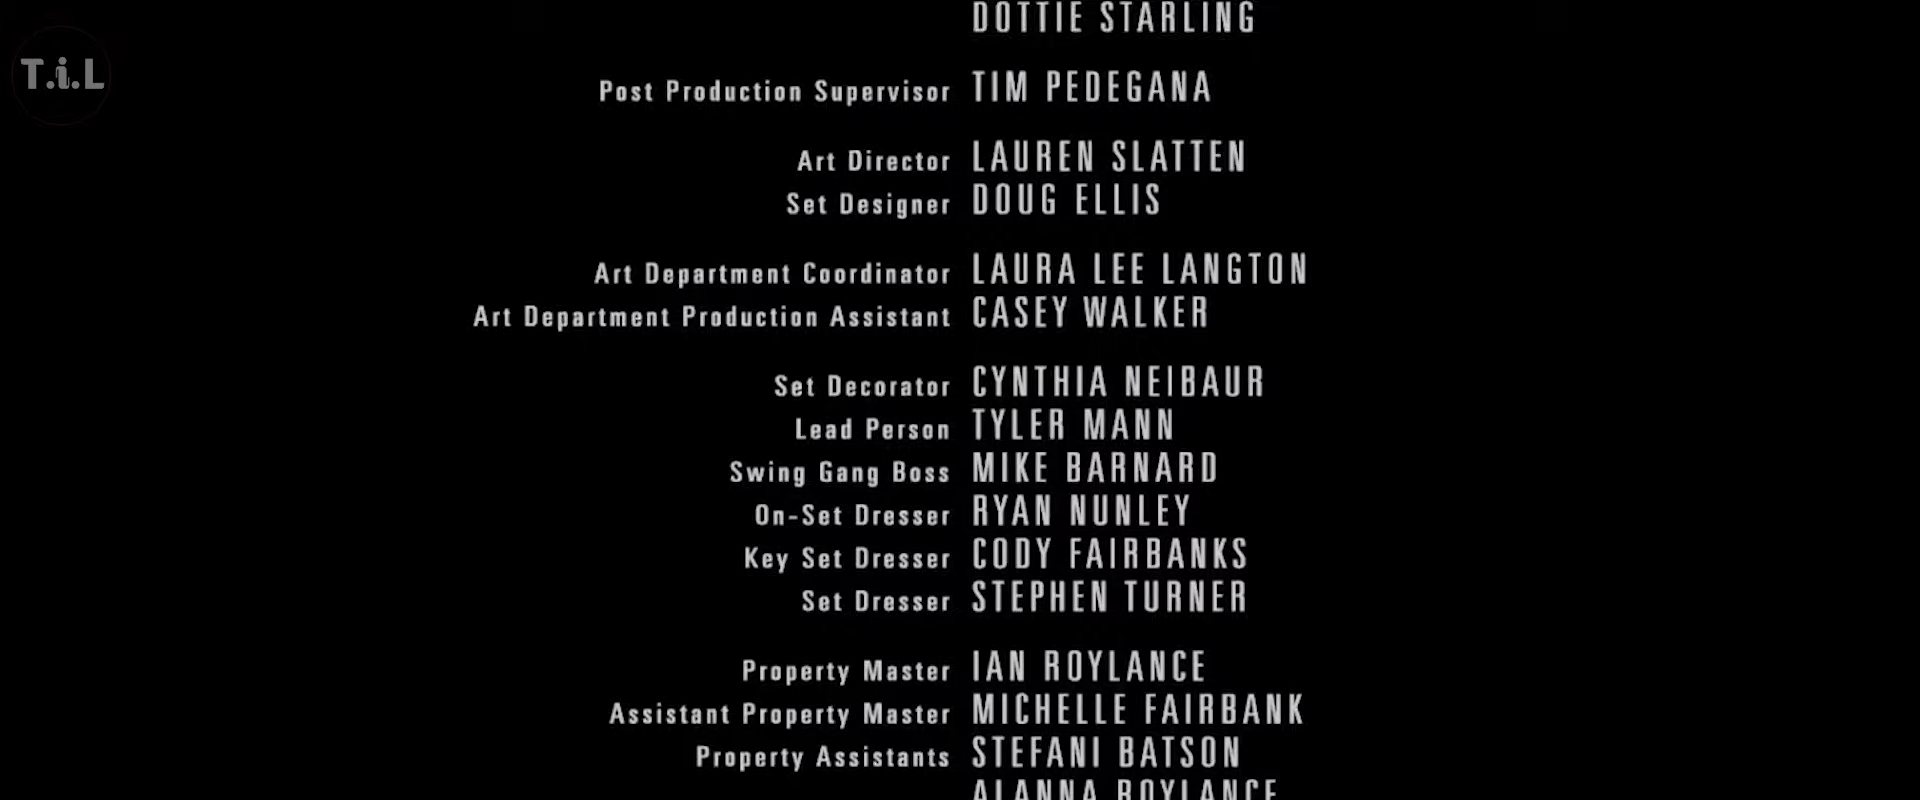 DOTTIE STARLING
T.i.L
Post Production Supervisor TIM PEDEGANA
Art Director LAUREN SLATTEN
Set Designer DOUG ELLIS
Art Department Coordinator LAURA LEE LANGTON
Art Department Production Assistant CASEY WALKER
Set Decorator CYNTHIA NEIBAUR
Lead Person TYLER MANN
Swing Gang Boss MIKE BARNARD
On-Set Dresser RYAN NUNLEY
Key Set Dresser CODY FAIRBANKS
Set Dresser STEPHEN TURNER
Property Master IAN ROYLANCE
Assistant Property Master MICHELLE FAIRBANK
Property Assistants STEFANI BATSON
ALANNA ROYLANCE